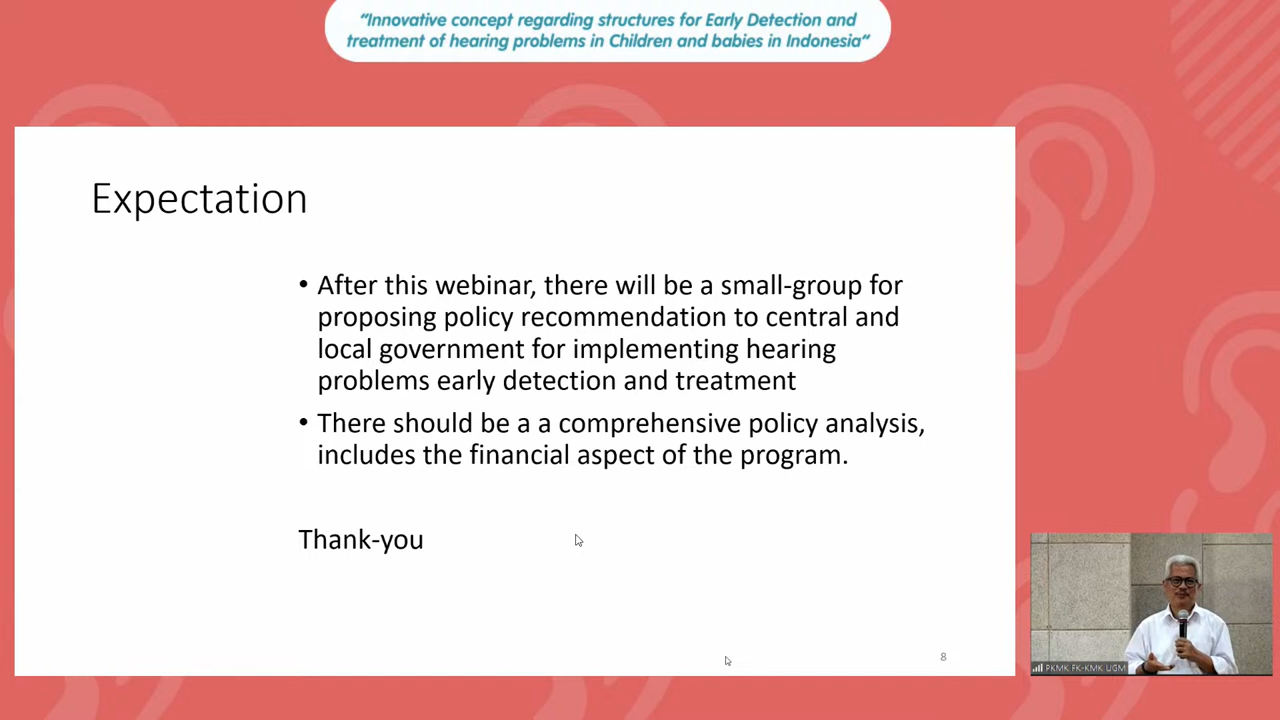 “Innovative concept regarding structures for Early Detection and
treatment of hearing problems in Children and babies in Indonesia“
Expectation
• After this webinar, there will be a small-group for
proposing policy recommendation to central and
local government for implementing hearing
problems early detection and treatment
• There should be a a comprehensive policy analysis,
includes the financial aspect of the program.
Thank-you
8
PKMK FK-KMK UGM